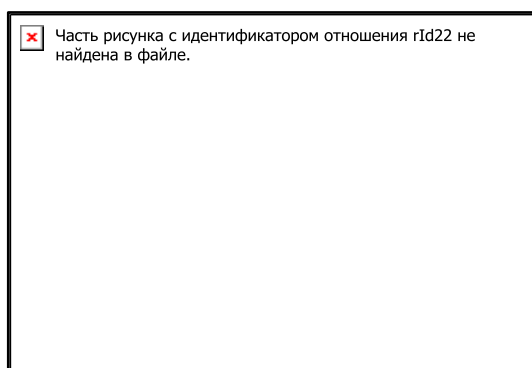 Часть рисунка с идентификатором отношения rId22 не
найдена в файле.